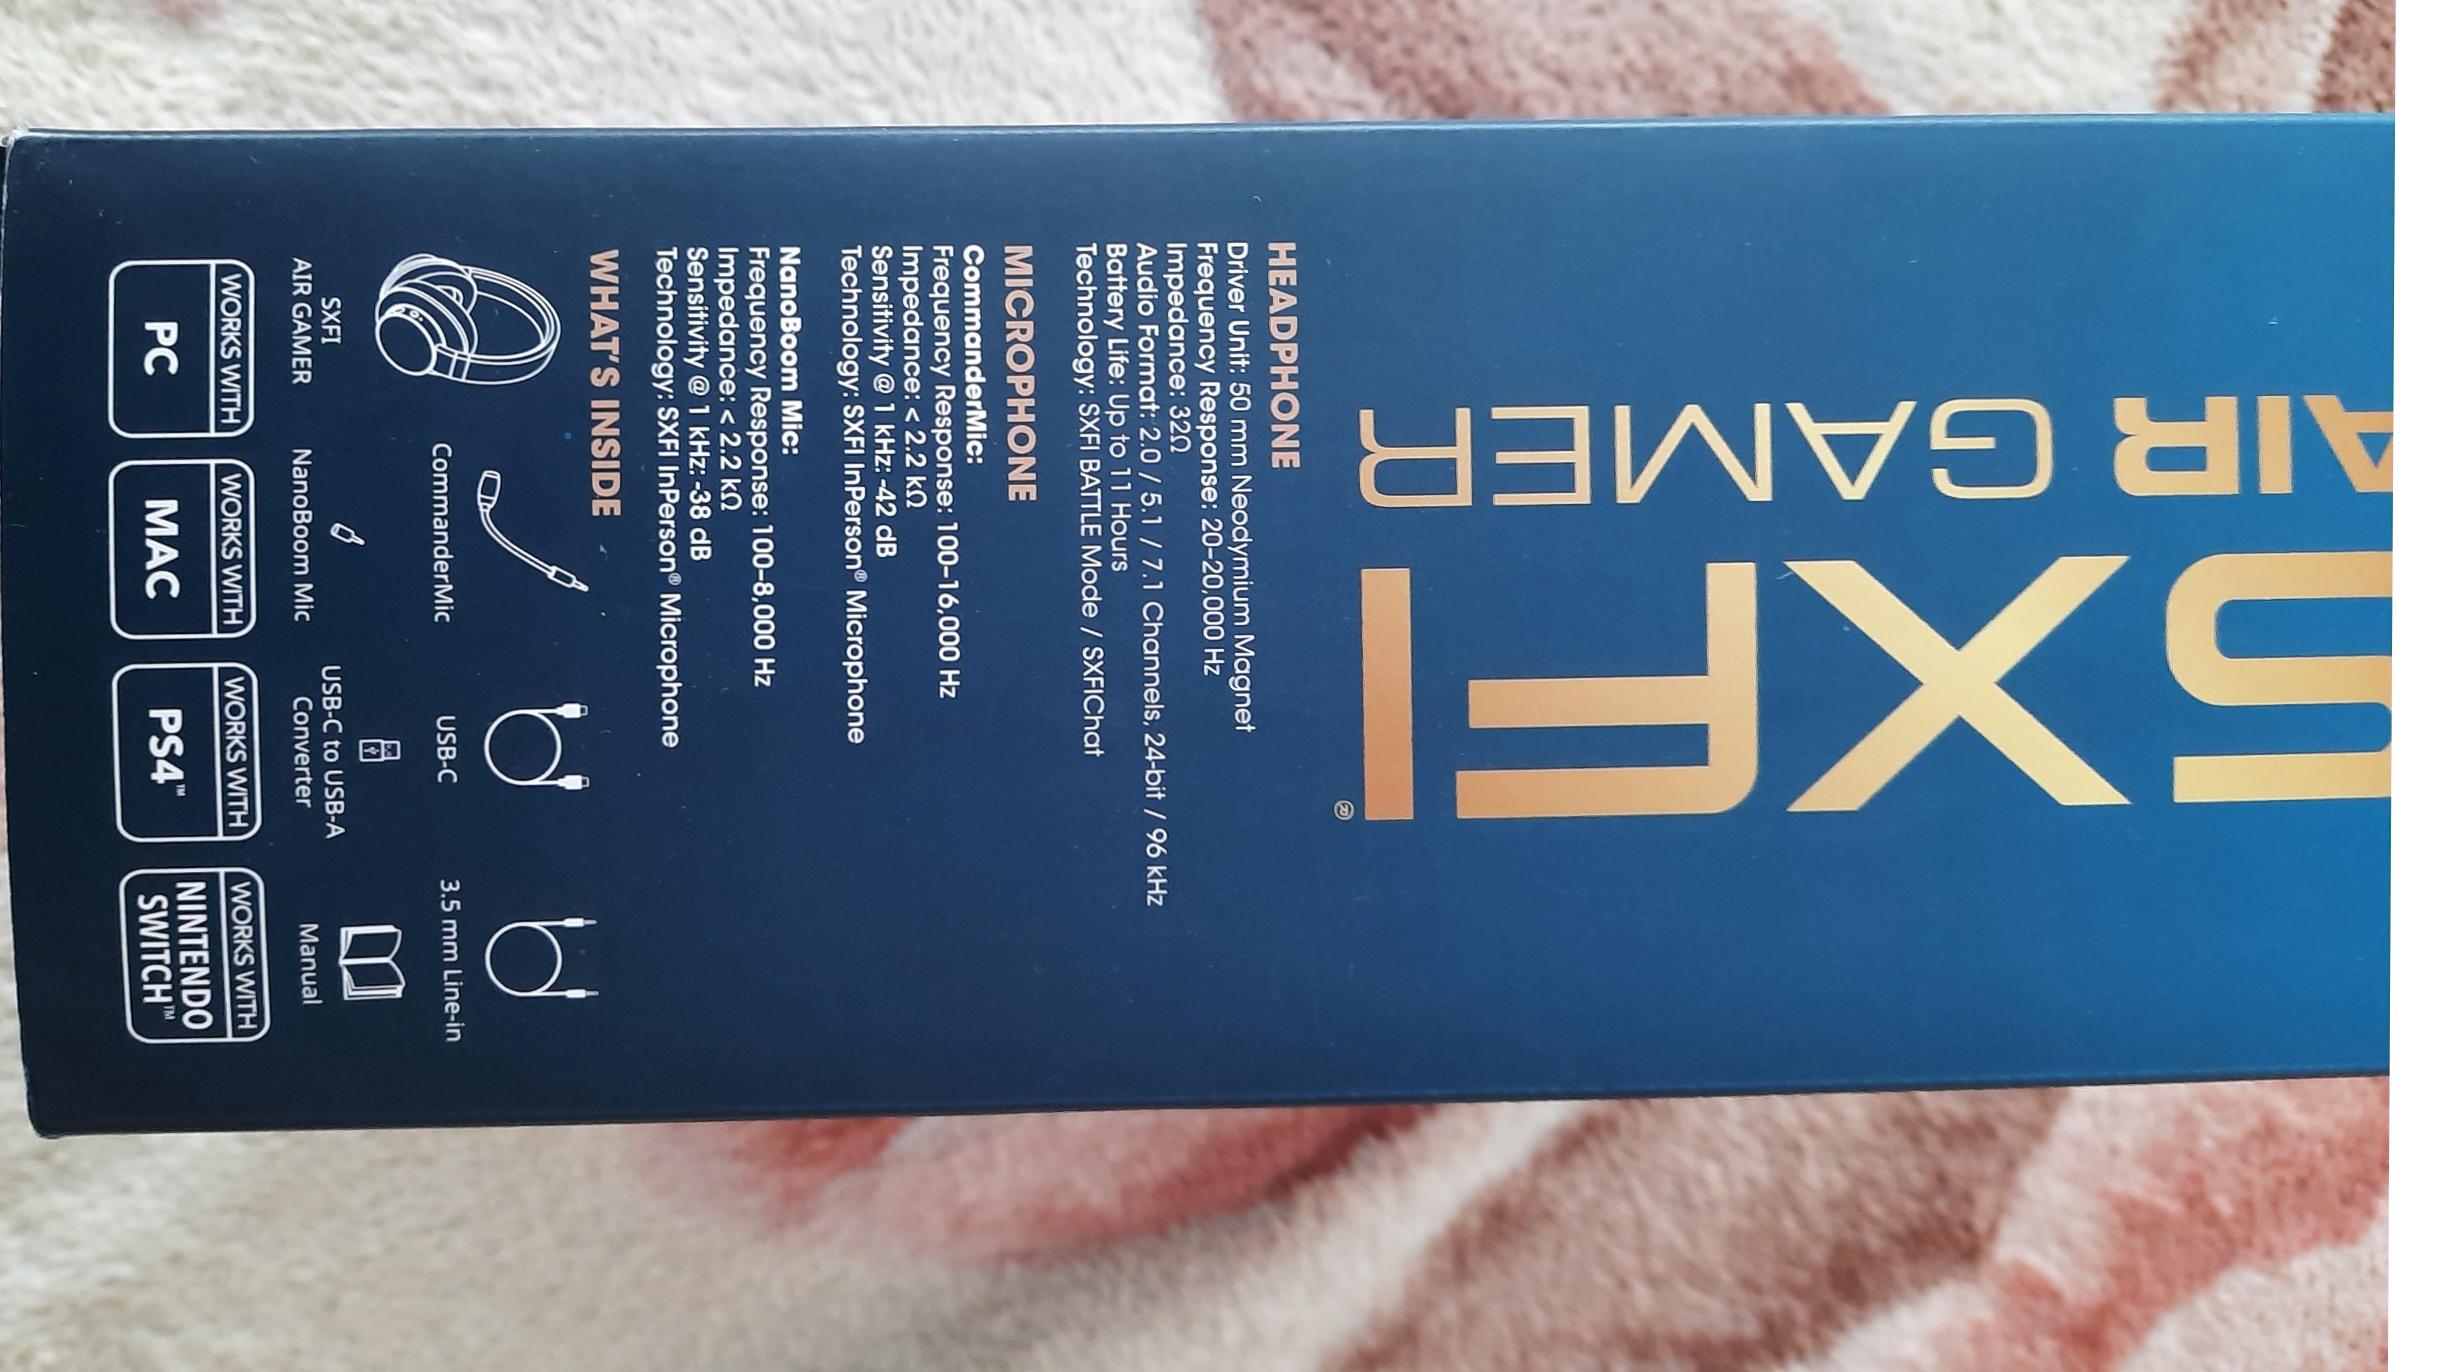 SXFI®
AIR GAMER
HEADPHONE
Driver Unit: 50 mm Neodymium Magnet
Frequency Response: 20–20,000 Hz
Impedance: 32Ω
Audio Format: 2.0 / 5.1 / 7.1 Channels, 24-bit / 96 kHz
Battery Life: Up to 11 Hours
Technology: SXFI BATTLE Mode / SXFIChat
MICROPHONE
CommanderMic:
Frequency Response: 100–16,000 Hz
Impedance: < 2.2 kΩ
Sensitivity @ 1 kHz: -42 dB
Technology: SXFI InPerson® Microphone
NanoBoom Mic:
Frequency Response: 100–8,000 Hz
Impedance: < 2.2 kΩ
Sensitivity @ 1 kHz: -38 dB
Technology: SXFI InPerson® Microphone
WHAT'S INSIDE
SXFI
AIR GAMER
CommanderMic
NanoBoom Mic
USB-C
USB-C to USB-A
Converter
3.5 mm Line-in
Manual
WORKS WITH
PC
WORKS WITH
MAC
WORKS WITH
PS4™
WORKS WITH
NINTENDO
SWITCH™